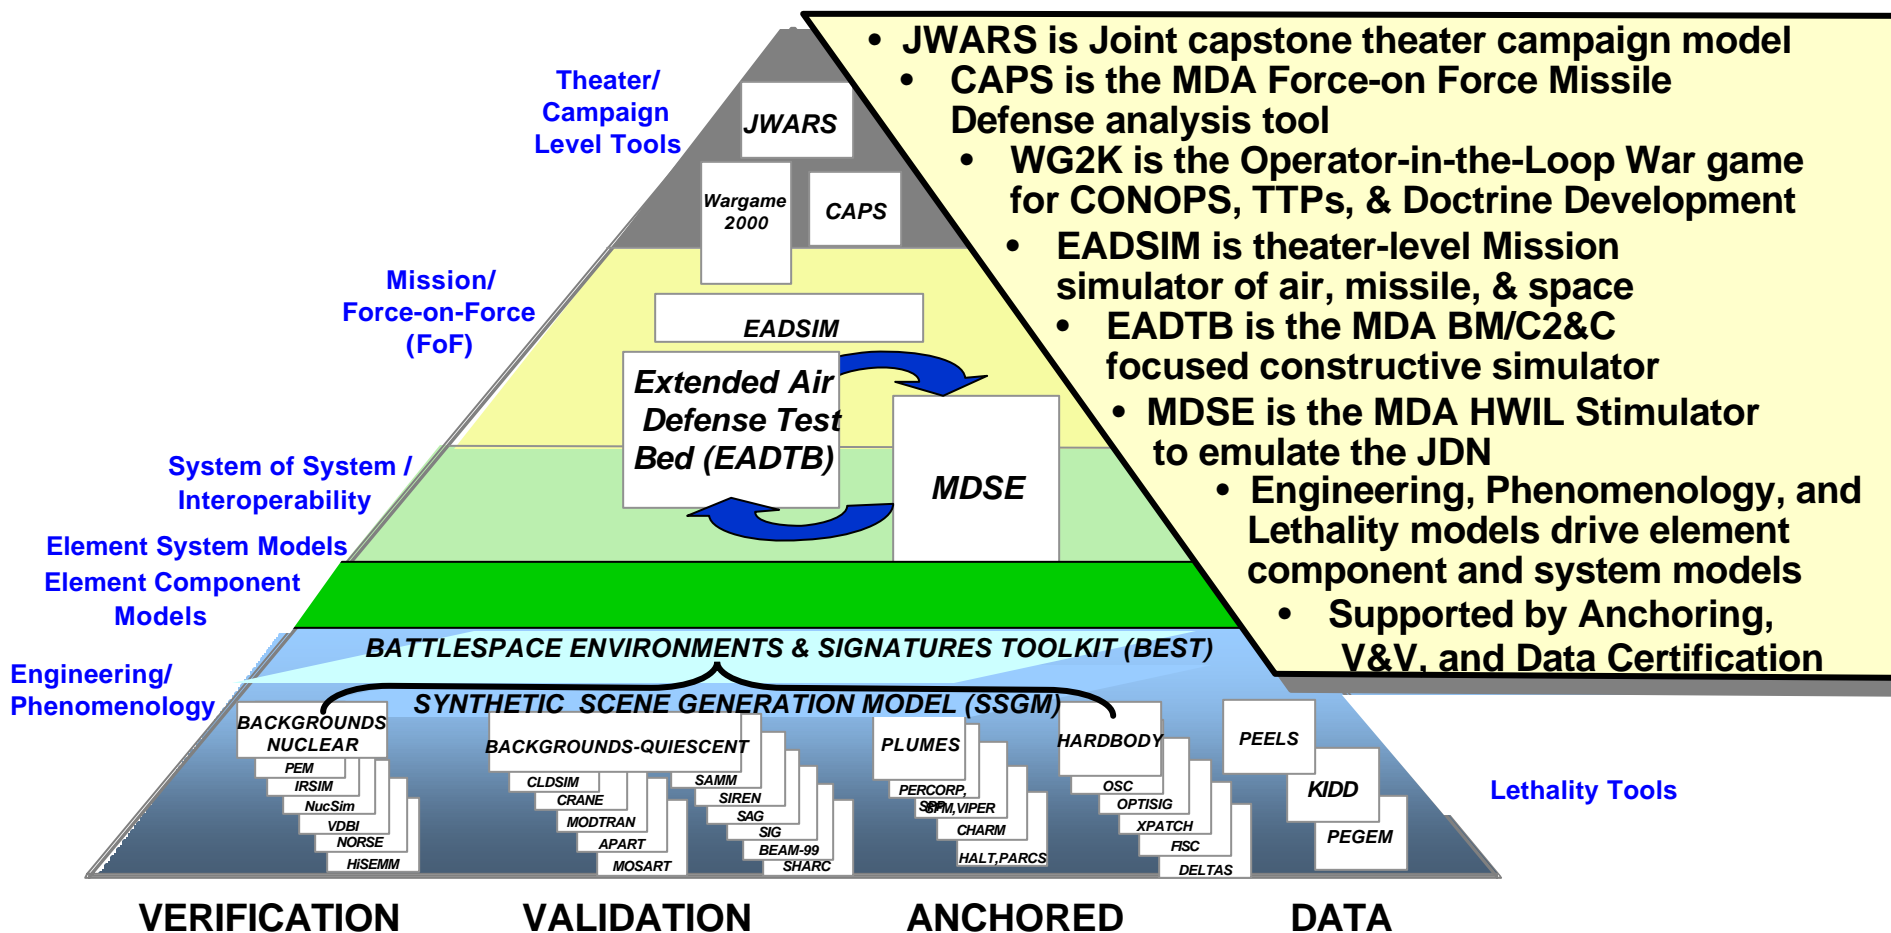 Theater/
Campaign
Level Tools
Mission/
Force-on-Force
(FoF)
System of System /
Interoperability
Element System Models
Element Component
Models
Engineering/
Phenomenology
JWARS
Wargame
2000
CAPS
EADSIM
Extended Air
Defense Test
Bed (EADTB)
MDSE
• JWARS is Joint capstone theater campaign model
• CAPS is the MDA Force-on Force Missile
Defense analysis tool
• WG2K is the Operator-in-the-Loop War game
for CONOPS, TTPs, & Doctrine Development
• EADSIM is theater-level Mission
simulator of air, missile, & space
• EADTB is the MDA BM/C2&C
focused constructive simulator
• MDSE is the MDA HWIL Stimulator
to emulate the JDN
• Engineering, Phenomenology, and
Lethality models drive element
component and system models
• Supported by Anchoring,
V&V, and Data Certification
BATTLESPACE ENVIRONMENTS & SIGNATURES TOOLKIT (BEST)
SYNTHETIC SCENE GENERATION MODEL (SSGM)
BACKGROUNDS
NUCLEAR
PEM
IRSIM
NucSim
VDBI
NORSE
HiSEMM
BACKGROUNDS-QUIESCENT
CLDSIM
CRANE
MODTRAN
APART
MOSART
SAMM
SIREN
SAG
SIG
BEAM-99
SHARC
PLUMES
PERCORP,
SPP
SFM,VIPER
CHARM
HALT,PARCS
HARDBODY
OSC
OPTISIG
XPATCH
FISC
DELTAS
PEELS
KIDD
PEGEM
Lethality Tools
VERIFICATION
VALIDATION
ANCHORED
DATA